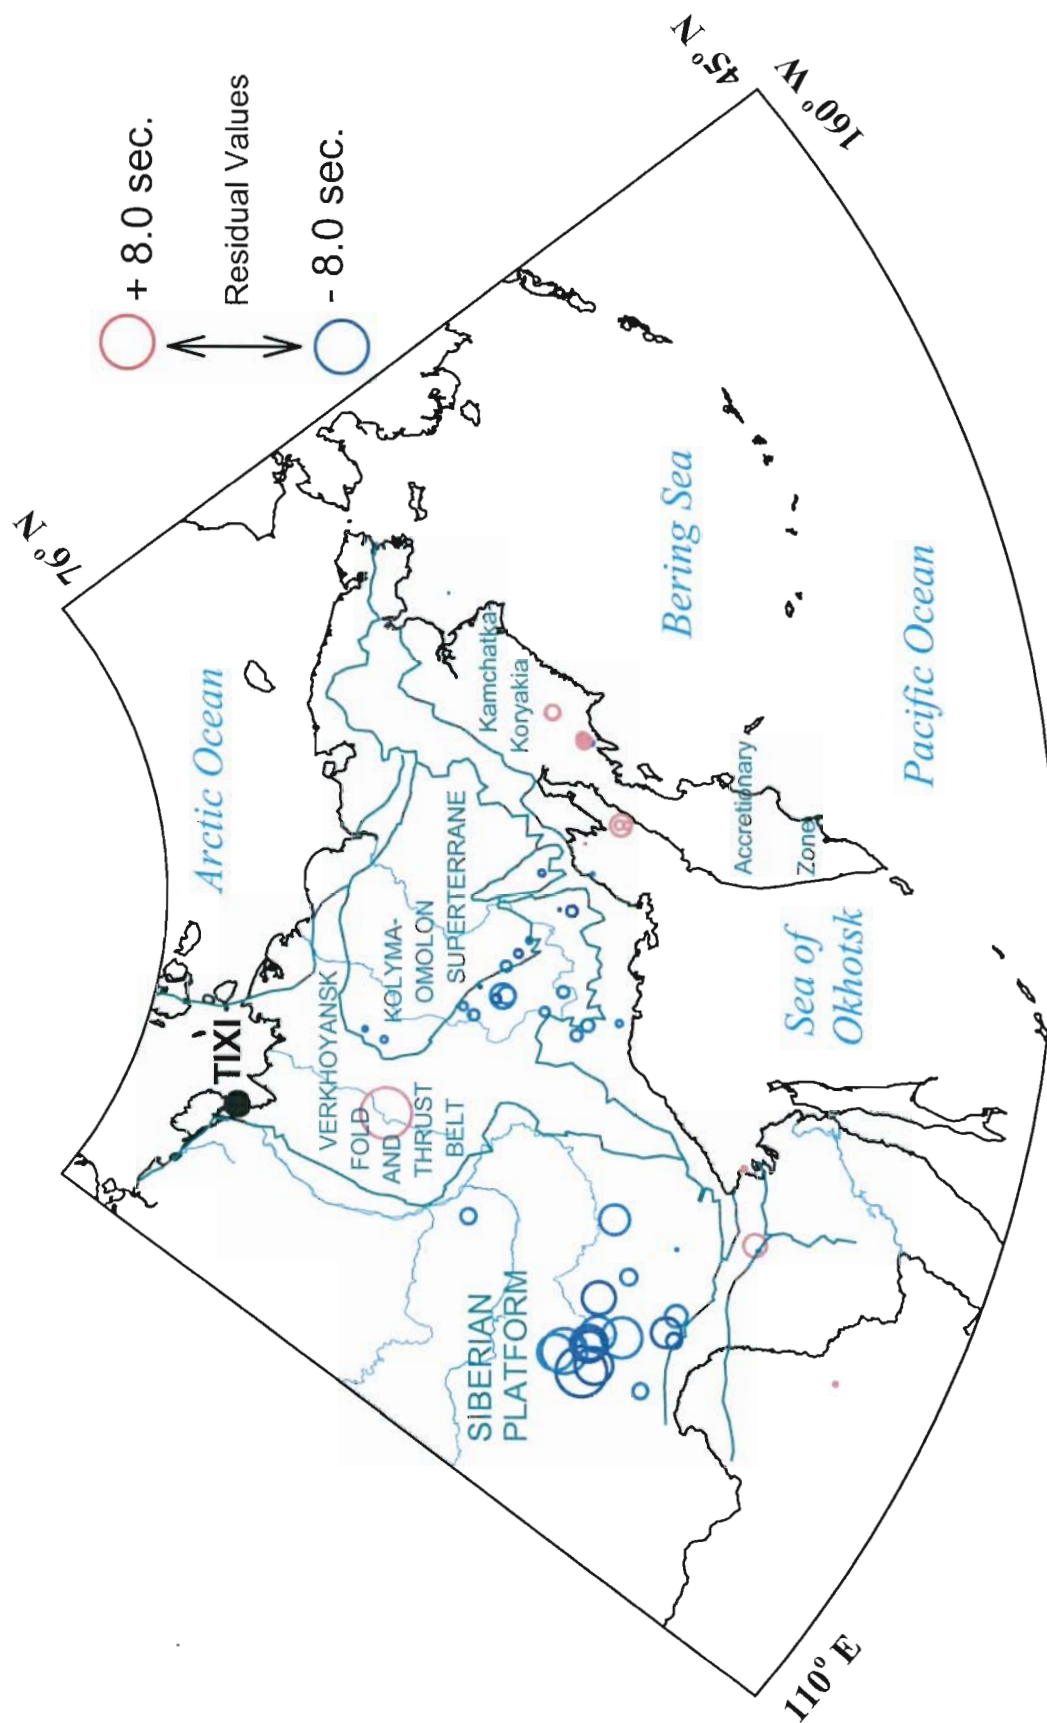 76° N
45° N
160° W
110° E
+ 8.0 sec.
Residual Values
- 8.0 sec.
Arctic Ocean
TIXI
VERKHOYANSK
FOLD
AND
THRUST
BELT
KOLYMA-
OMOLON
SUPERTERRANE
Kamchatka
Koryakia
Accretionary
Zone
Bering Sea
Pacific Ocean
Sea of
Okhotsk
SIBERIAN
PLATFORM